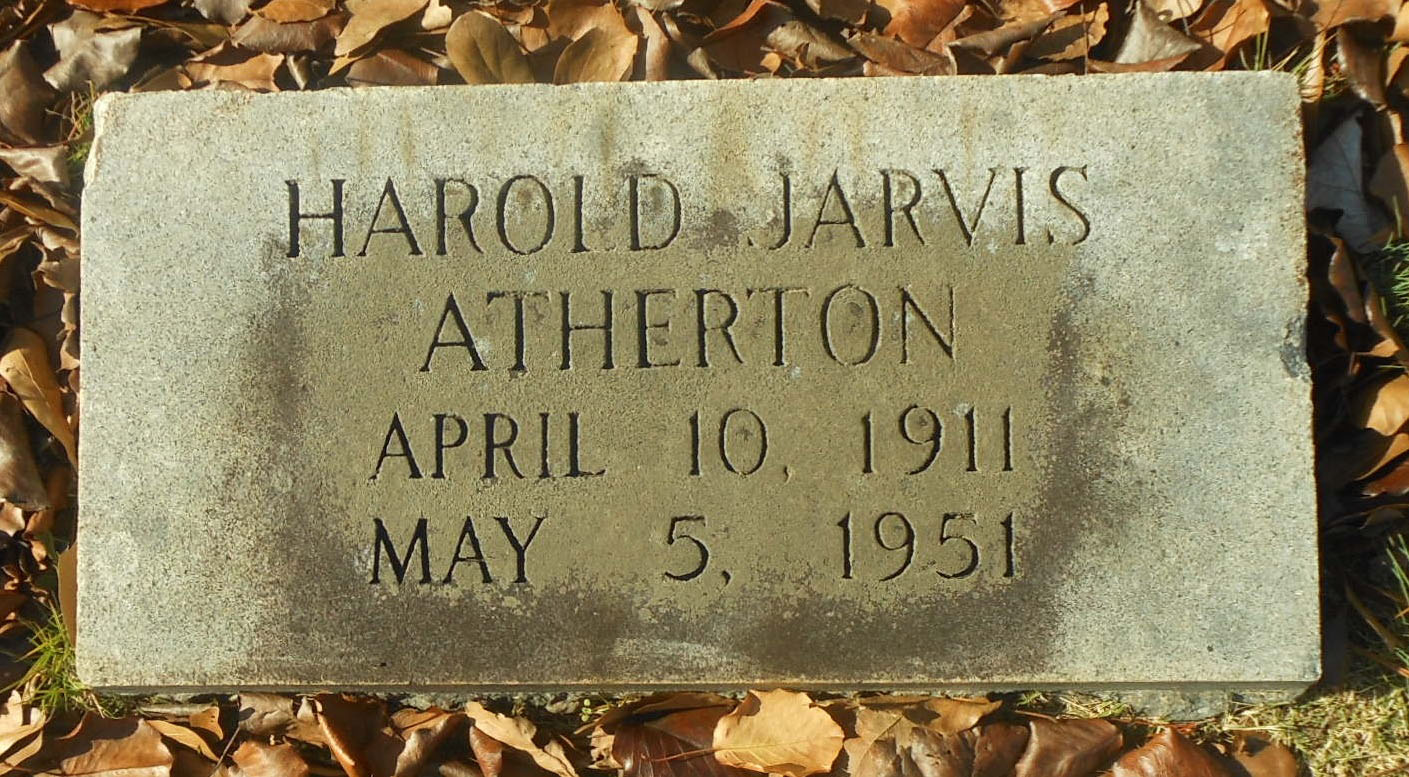 HAROLD JARVIS
ATHERTON
APRIL 10, 1911
MAY 5, 1951